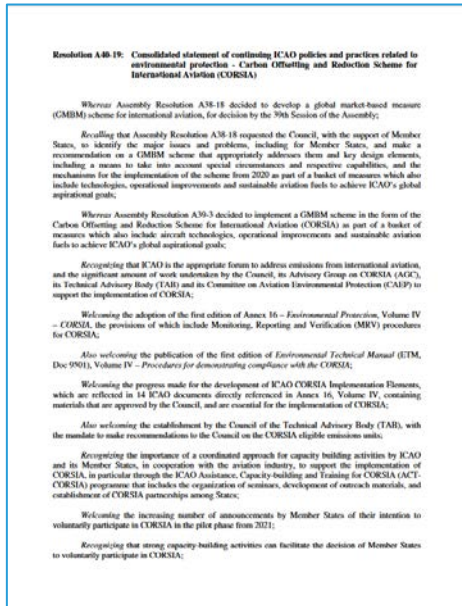 Resolution A40-19: Consolidated statement of continuing ICAO policies and practices related to
environmental protection - Carbon Offsetting and Reduction Scheme for
International Aviation (CORSIA)
Whereas Assembly Resolution A38-18 decided to develop a global market-based measure
(GMBM) scheme for international aviation, for decision by the 39th Session of the Assembly;
Recalling that Assembly Resolution A38-18 requested the Council, with the support of Member
States, to identify the major issues and problems, including for Member States, and make a
recommendation on a GMBM scheme that appropriately addresses them and key design elements,
including a means to take into account special circumstances and respective capabilities, and the
mechanisms for the implementation of the scheme from 2020 as part of a basket of measures which also
include technologies, operational improvements and sustainable aviation fuels to achieve ICAO's global
aspirational goals;
Whereas Assembly Resolution A39-3 decided to implement a GMBM scheme in the form of the
Carbon Offsetting and Reduction Scheme for International Aviation (CORSIA) as part of a basket of
measures which also include aircraft technologies, operational improvements and sustainable aviation
fuels to achieve ICAO's global aspirational goals;
Recognizing that ICAO is the appropriate forum to address emissions from international aviation,
and the significant amount of work undertaken by the Council, its Advisory Group on CORSIA (AGC),
its Technical Advisory Body (TAB) and its Committee on Aviation Environmental Protection (CAEP) to
support the implementation of CORSIA;
Welcoming the adoption of the first edition of Annex 16 – Environmental Protection, Volume IV
– CORSIA, the provisions of which include Monitoring, Reporting and Verification (MRV) procedures
for CORSIA;
Also welcoming the publication of the first edition of Environmental Technical Manual (ETM,
Doc 9501), Volume IV – Procedures for demonstrating compliance with the CORSIA;
Welcoming the progress made for the development of ICAO CORSIA Implementation Elements,
which are reflected in 14 ICAO documents directly referenced in Annex 16, Volume IV, containing
materials that are approved by the Council, and are essential for the implementation of CORSIA;
Also welcoming the establishment by the Council of the Technical Advisory Body (TAB), with
the mandate to make recommendations to the Council on the CORSIA eligible emissions units;
Recognizing the importance of a coordinated approach for capacity building activities by ICAO
and its Member States, in cooperation with the aviation industry, to support the implementation of
CORSIA, in particular through the ICAO Assistance, Capacity-building and Training for CORSIA (ACT-
CORSIA) programme that includes the organization of seminars, development of outreach materials, and
establishment of CORSIA partnerships among States;
Welcoming the increasing number of announcements by Member States of their intention to
voluntarily participate in CORSIA in the pilot phase from 2021;
Recognizing that strong capacity-building activities can facilitate the decision of Member States
to voluntarily participate in CORSIA;